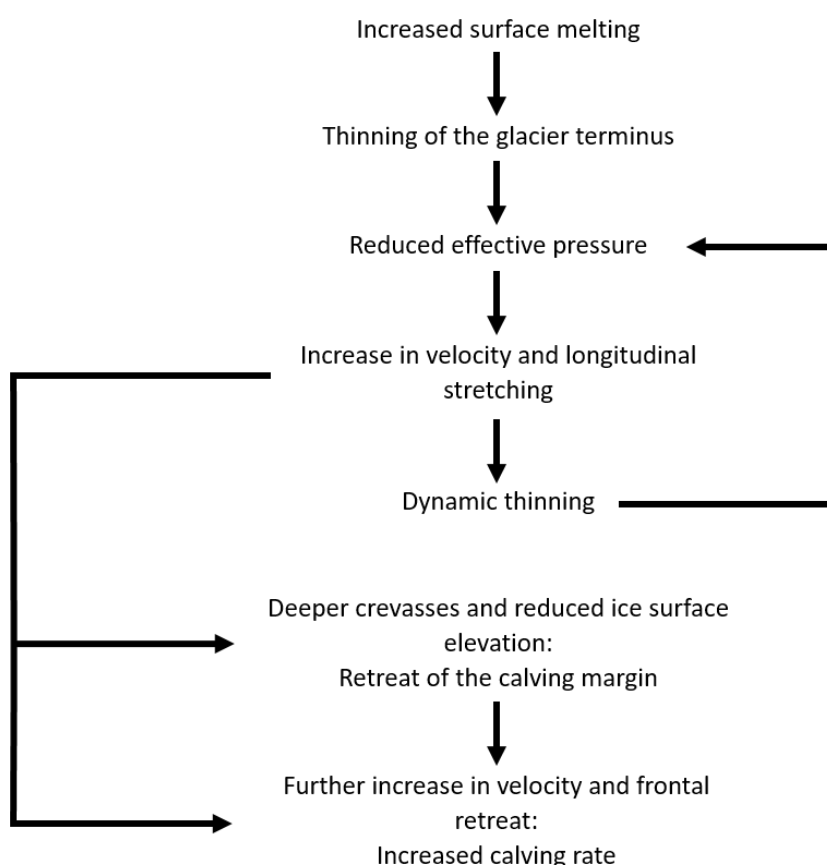 Increased surface melting
Thinning of the glacier terminus
Reduced effective pressure
Increase in velocity and longitudinal
stretching
Dynamic thinning
Deeper crevasses and reduced ice surface
elevation:
Retreat of the calving margin
Further increase in velocity and frontal
retreat:
Increased calving rate